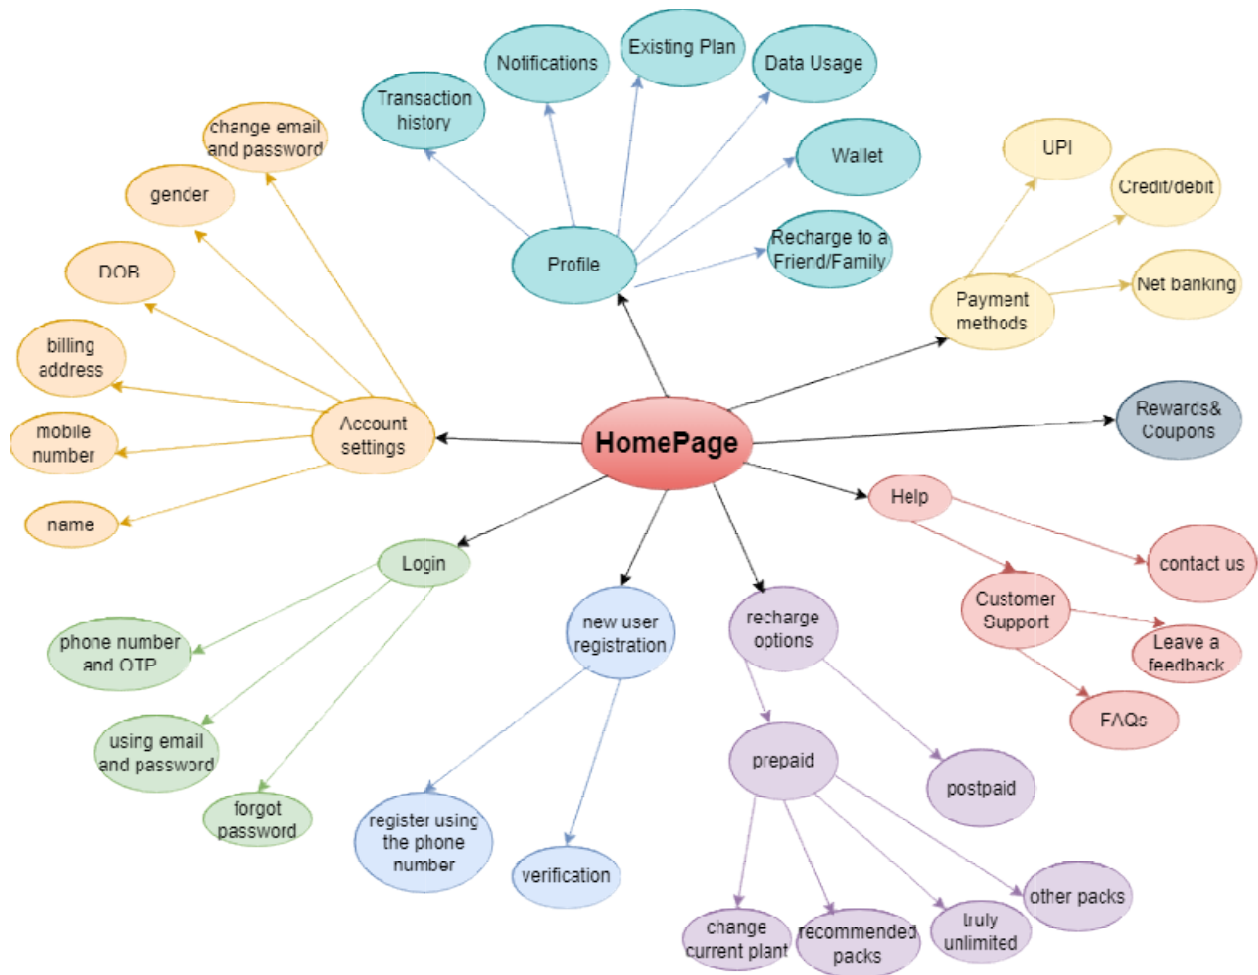 Existing Plan
Notifications
Data Usage
Transaction
history
change email
and password
UPI
Wallet
gender
Credit/debit
Recharge to a
Friend/Family
Profile
DOB
Net banking
Payment
methods
billing
address
Rewards&
Coupons
Account
settings
HomePage
mobile
number
Help
name
Login
contact us
Customer
Support
new user
registration
recharge
options
phone number
and OTP
Leave a
feedback
FAQs
using email
and password
prepaid
postpaid
forgot
password
register using
the phone
number
verification
other packs
change
current plant
recommended
packs
truly
unlimited